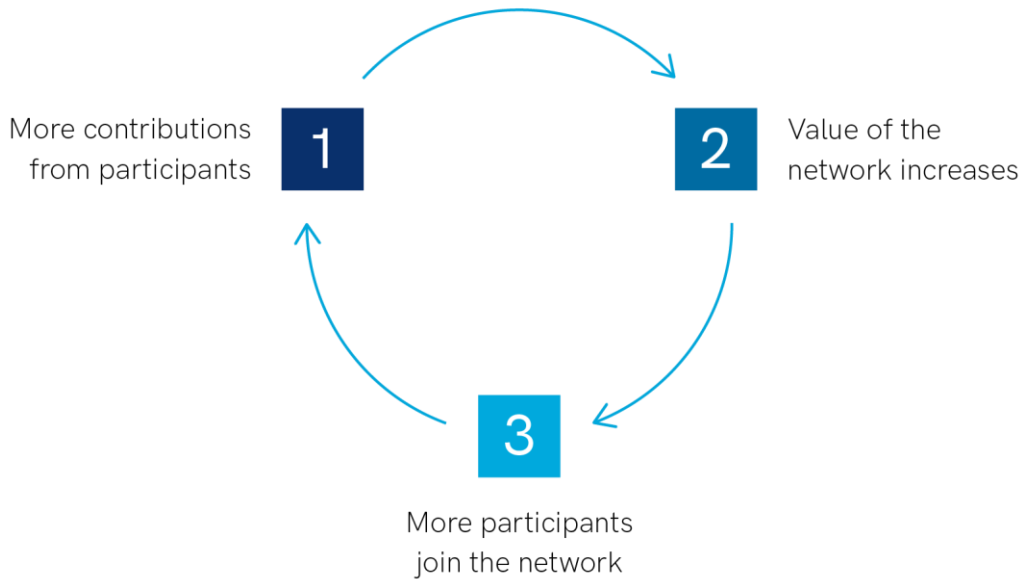 More contributions
from participants
1
2
Value of the
network increases
3
More participants
join the network